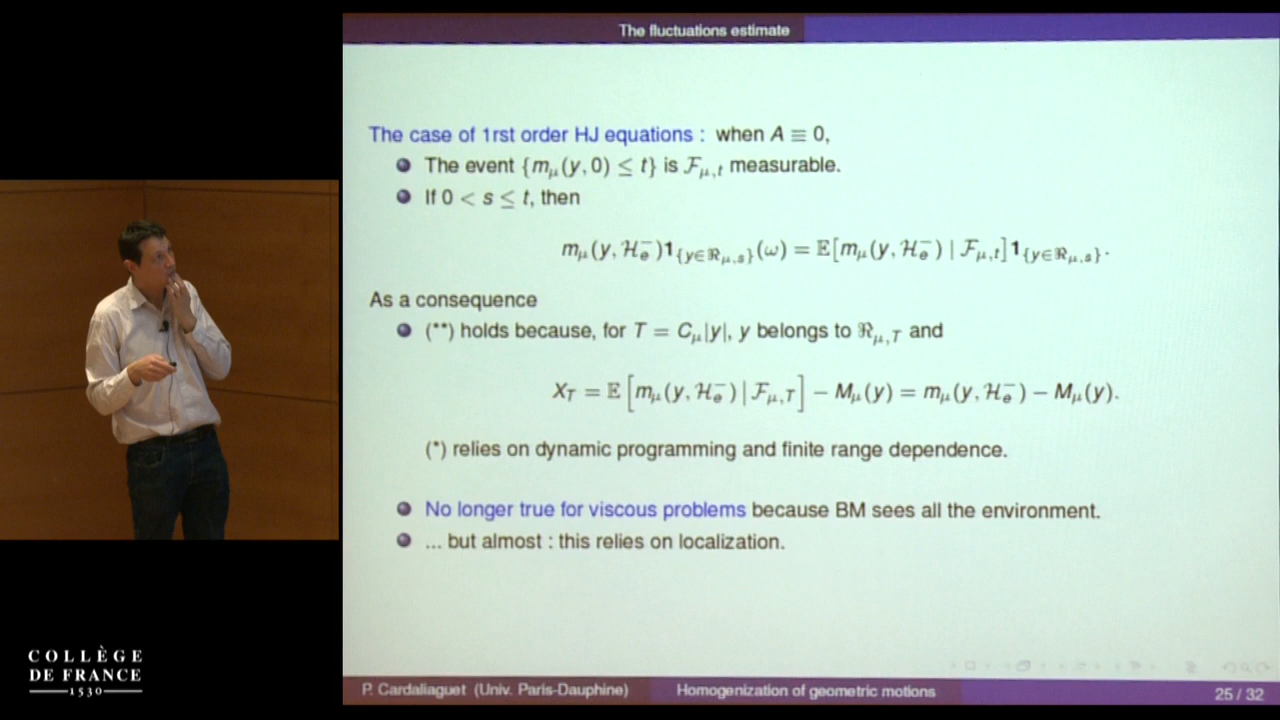 The fluctuations estimate
The case of 1rst order HJ equations : when A ≡ 0,
The event {m_μ(y, 0) ≤ t} is F_{μ,t} measurable.
If 0 < s ≤ t, then
m_μ(y, H_e^-)1_{y∈ℜ_{μ,s}}(ω) = E[m_μ(y, H_e^-) | F_{μ,t}]1_{y∈ℜ_{μ,s}}.
As a consequence
(**) holds because, for T = C_μ|y|, y belongs to ℜ_{μ,T} and
X_T = E[m_μ(y, H_e^-) | F_{μ,T}] − M_μ(y) = m_μ(y, H_e^-) − M_μ(y).
(*) relies on dynamic programming and finite range dependence.
No longer true for viscous problems because BM sees all the environment.
... but almost : this relies on localization.
P. Cardaliaguet (Univ. Paris-Dauphine) Homogenization of geometric motions 25 / 32
COLLÈGE
DE FRANCE
1530